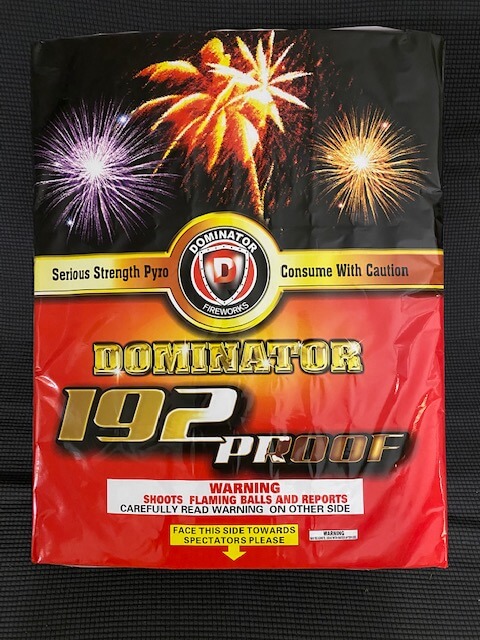 DOMINATOR
D
FIREWORKS
Serious Strength Pyro
Consume With Caution
DOMINATOR
192
PROOF
WARNING
SHOOTS FLAMING BALLS AND REPORTS
CAREFULLY READ WARNING ON OTHER SIDE
FACE THIS SIDE TOWARDS
SPECTATORS PLEASE
WARNING